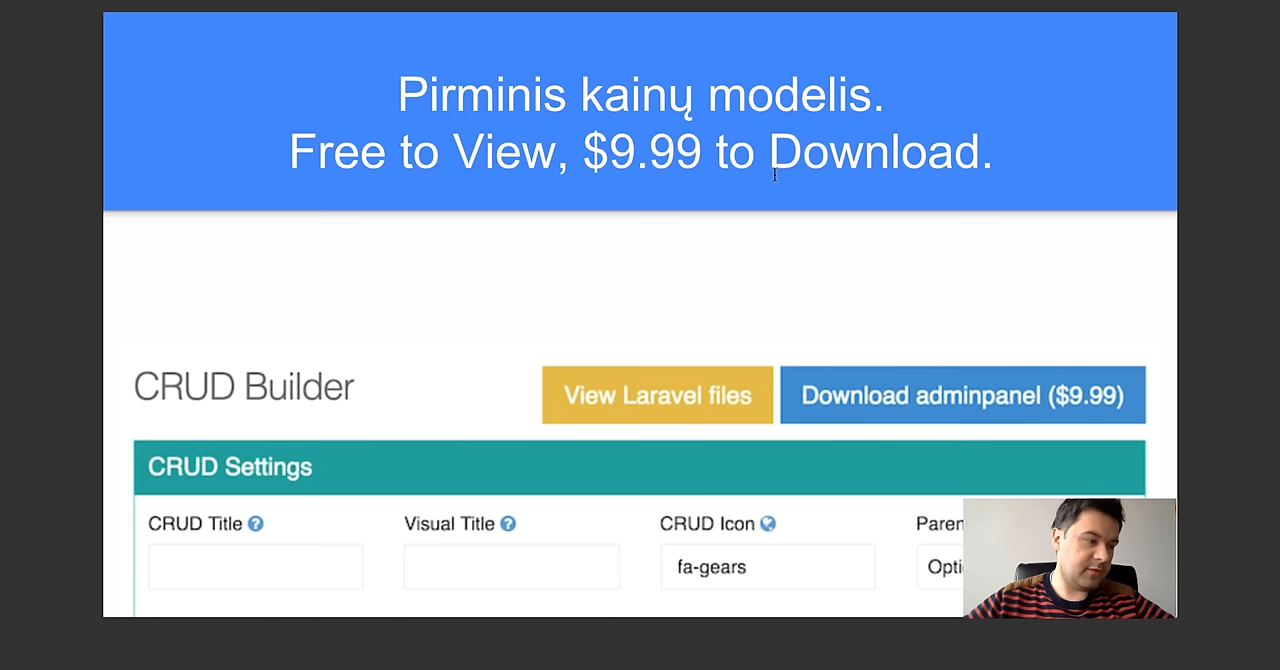 Pirminis kainų modelis.
Free to View, $9.99 to Download.
CRUD Builder
View Laravel files
Download adminpanel ($9.99)
CRUD Settings
CRUD Title
Visual Title
CRUD Icon
fa-gears